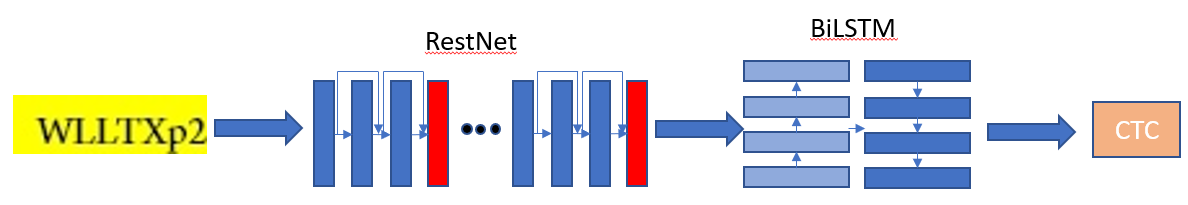 RestNet
BiLSTM
WLLTXp2
CTC